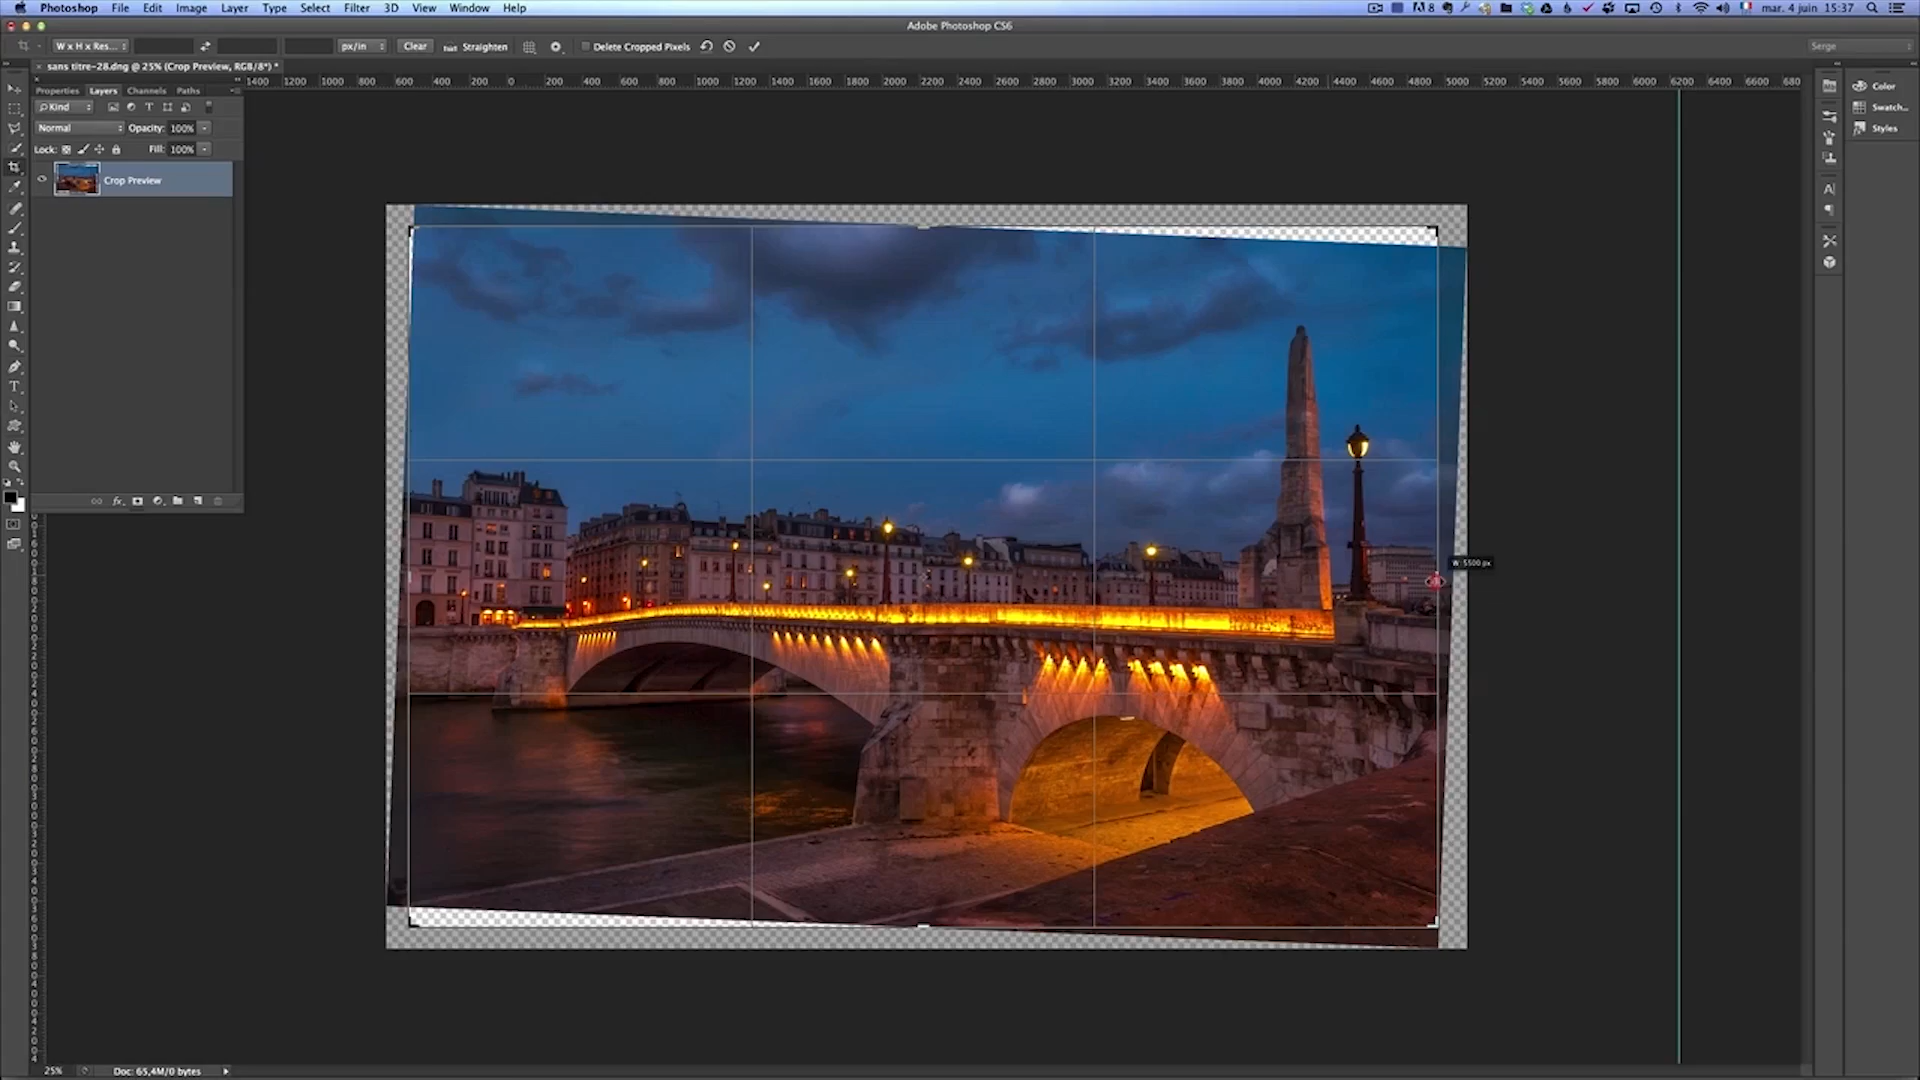 Photoshop File Edit Image Layer Type Select Filter 3D View Window Help 8 mar. 4 juin 15:37
Adobe Photoshop CS6
W x H x Res... px/in Clear Straighten Delete Cropped Pixels Serge
sans titre-28.dng @ 25% (Crop Preview, RGB/8*) *
1400 1200 1000 800 600 400 200 0 200 400 600 800 1000 1200 1400 1600 1800 2000 2200 2400 2600 2800 3000 3200 3400 3600 3800 4000 4200 4400 4600 4800 5000 5200 5400 5600 5800 6000 6200 6400 6600 680
Properties Layers Channels Paths
Kind
Normal Opacity: 100%
Lock: Fill: 100%
Crop Preview
Color
Swatch...
Styles
W: 5500 px
25% Doc: 65,4M/0 bytes